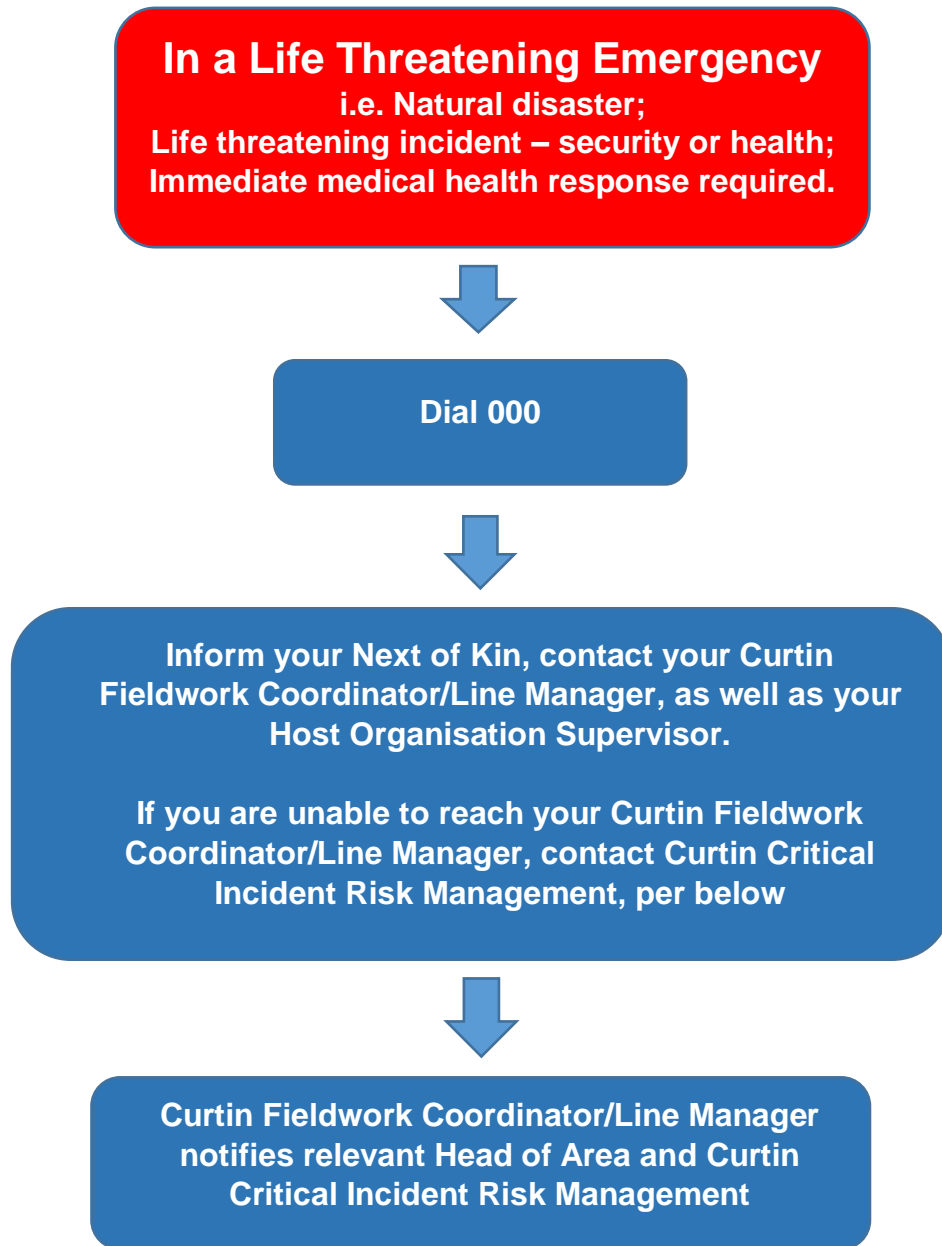 In a Life Threatening Emergency
i.e. Natural disaster;
Life threatening incident – security or health;
Immediate medical health response required.
Dial 000
Inform your Next of Kin, contact your Curtin
Fieldwork Coordinator/Line Manager, as well as your
Host Organisation Supervisor.
If you are unable to reach your Curtin Fieldwork
Coordinator/Line Manager, contact Curtin Critical
Incident Risk Management, per below
Curtin Fieldwork Coordinator/Line Manager
notifies relevant Head of Area and Curtin
Critical Incident Risk Management